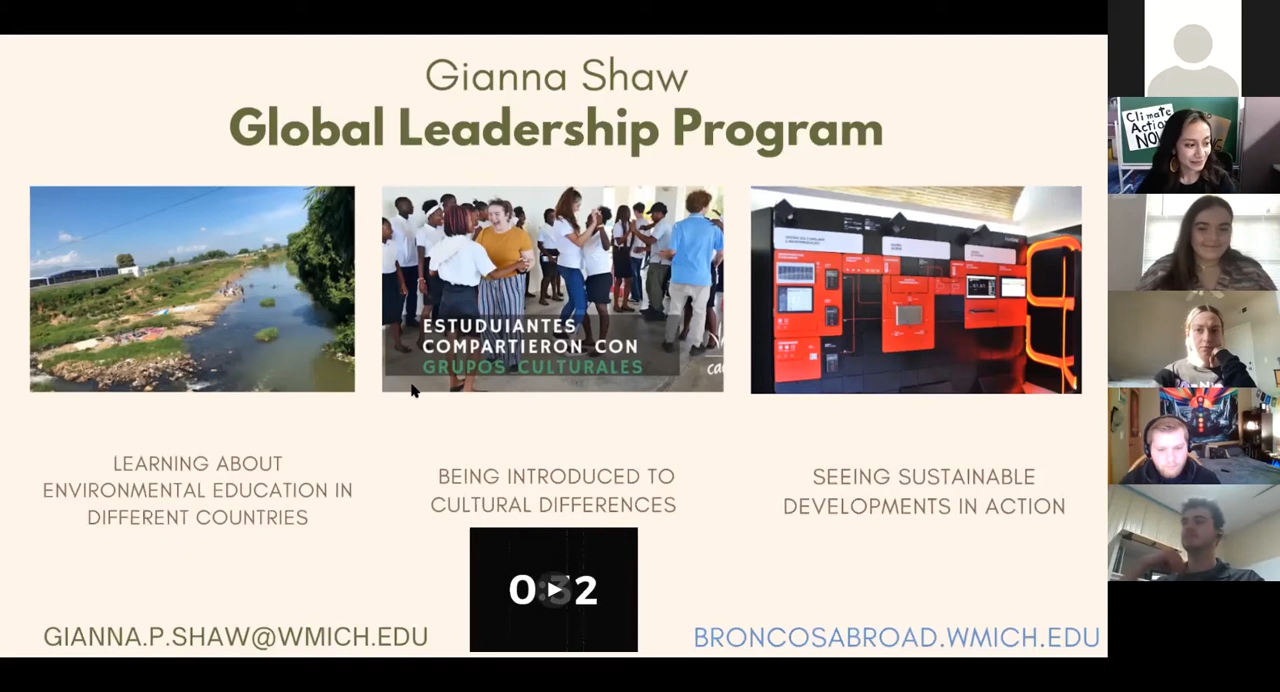 Gianna Shaw
Global Leadership Program
Climate
Action
NOW
ESTUDUIANTES
COMPARTIERON CON
GRUPOS CULTURALES
LEARNING ABOUT
ENVIRONMENTAL EDUCATION IN
DIFFERENT COUNTRIES
BEING INTRODUCED TO
CULTURAL DIFFERENCES
SEEING SUSTAINABLE
DEVELOPMENTS IN ACTION
GIANNA.P.SHAW@WMICH.EDU
BRONCOSABROAD.WMICH.EDU